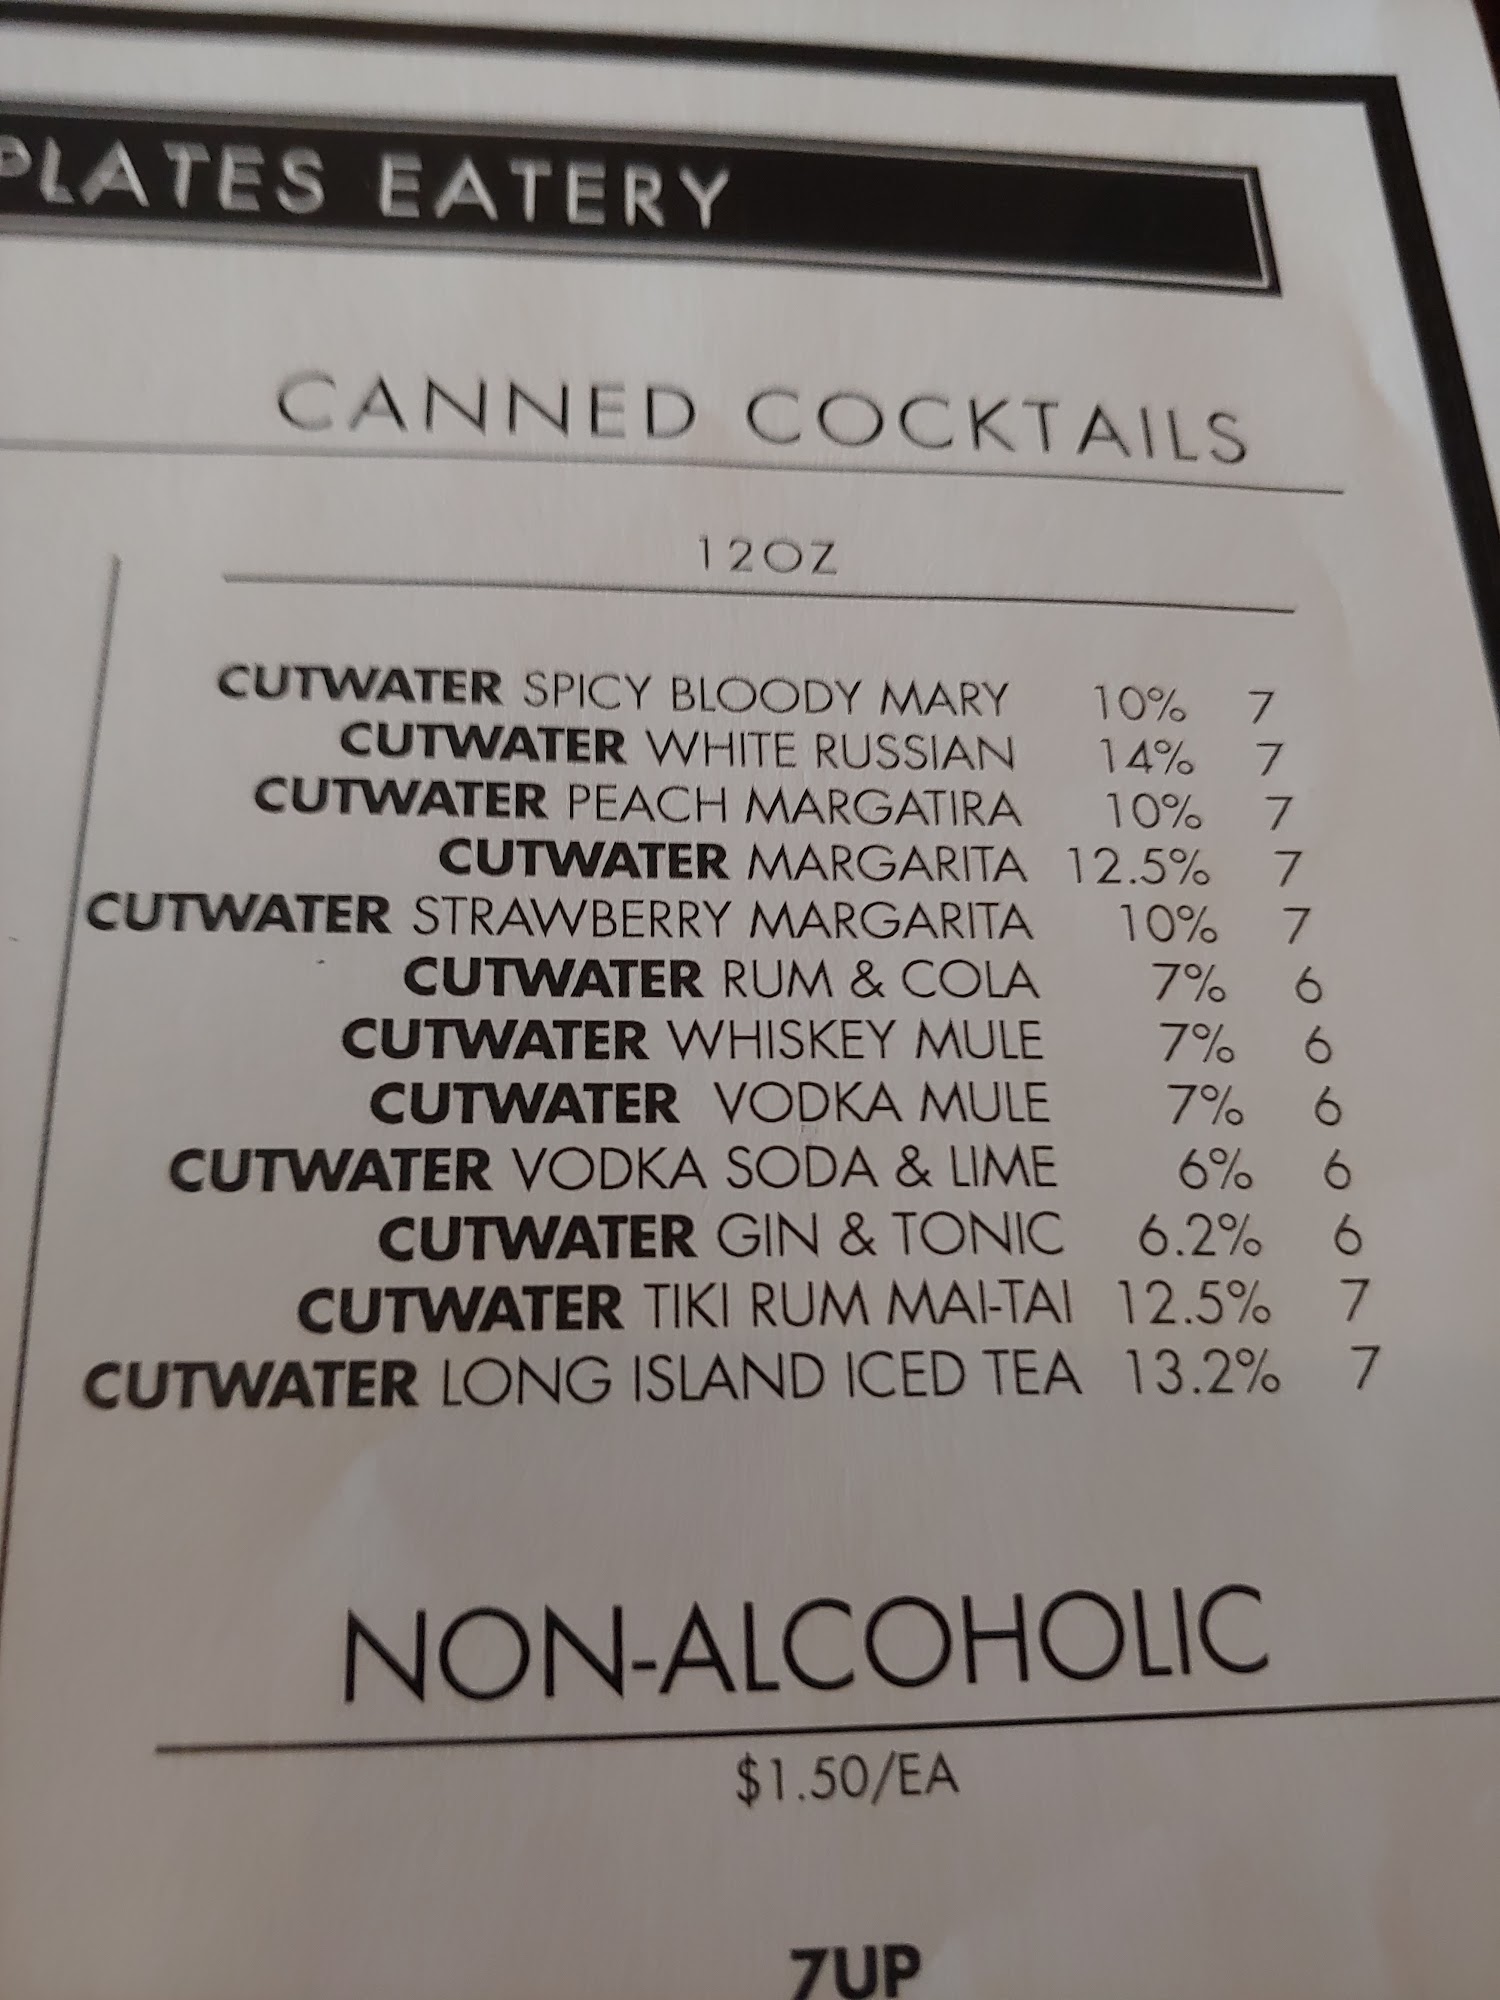 PLATES EATERY
CANNED COCKTAILS
12OZ
CUTWATER SPICY BLOODY MARY 10% 7
CUTWATER WHITE RUSSIAN 14% 7
CUTWATER PEACH MARGATIRA 10% 7
CUTWATER MARGARITA 12.5% 7
CUTWATER STRAWBERRY MARGARITA 10% 7
CUTWATER RUM & COLA 7% 6
CUTWATER WHISKEY MULE 7% 6
CUTWATER VODKA MULE 7% 6
CUTWATER VODKA SODA & LIME 6% 6
CUTWATER GIN & TONIC 6.2% 6
CUTWATER TIKI RUM MAI-TAI 12.5% 7
CUTWATER LONG ISLAND ICED TEA 13.2% 7
NON-ALCOHOLIC
$1.50/EA
7UP